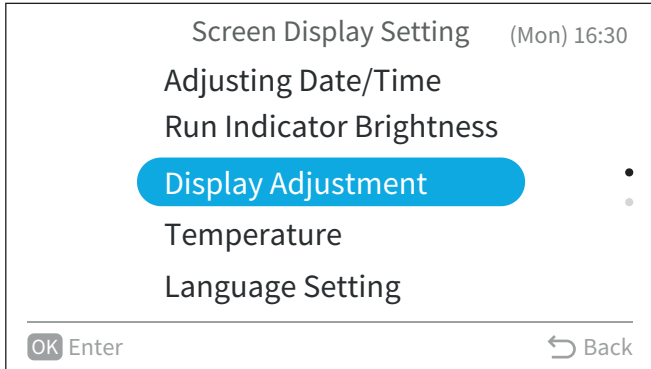 Screen Display Setting (Mon) 16:30
Adjusting Date/Time
Run Indicator Brightness
Display Adjustment
Temperature
Language Setting
OK Enter Back